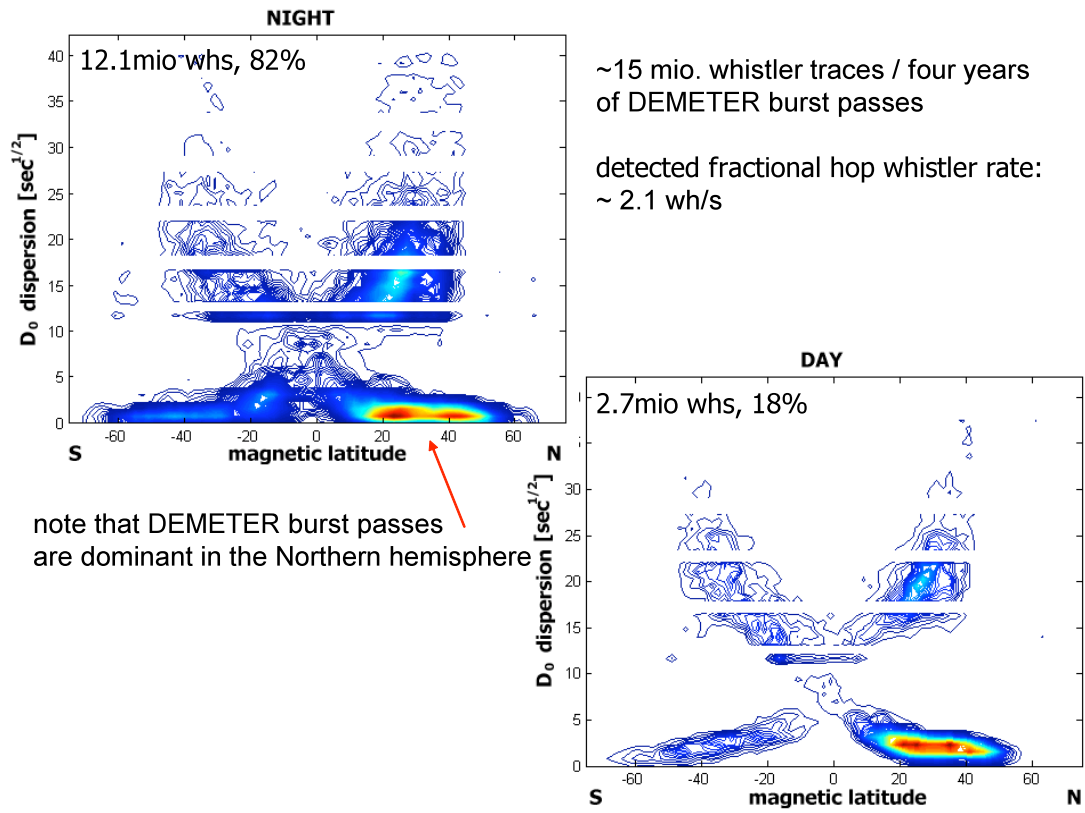 NIGHT
12.1mio whs, 82%
40
35
30
25
20
15
10
5
0
D₀ dispersion [sec^1/2]
-60 -40 -20 0 20 40 60
S magnetic latitude N
~15 mio. whistler traces / four years
of DEMETER burst passes
detected fractional hop whistler rate:
~ 2.1 wh/s
note that DEMETER burst passes
are dominant in the Northern hemisphere
DAY
2.7mio whs, 18%
30
25
20
15
10
5
0
D₀ dispersion [sec^1/2]
-60 -40 -20 0 20 40 60
S magnetic latitude N